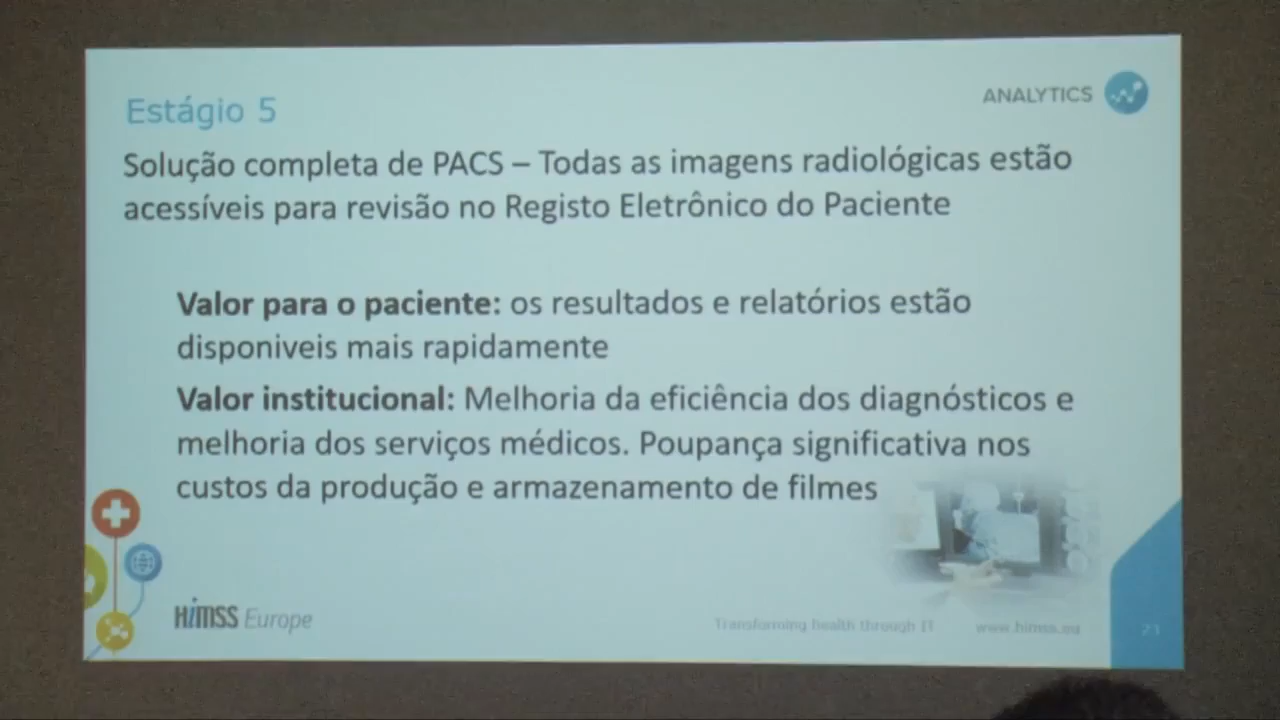 ANALYTICS
Estágio 5
Solução completa de PACS – Todas as imagens radiológicas estão
acessíveis para revisão no Registo Eletrônico do Paciente
Valor para o paciente: os resultados e relatórios estão
disponiveis mais rapidamente
Valor institucional: Melhoria da eficiência dos diagnósticos e
melhoria dos serviços médicos. Poupança significativa nos
custos da produção e armazenamento de filmes
HiMSS Europe
Transforming health through IT
www.himss.eu
23